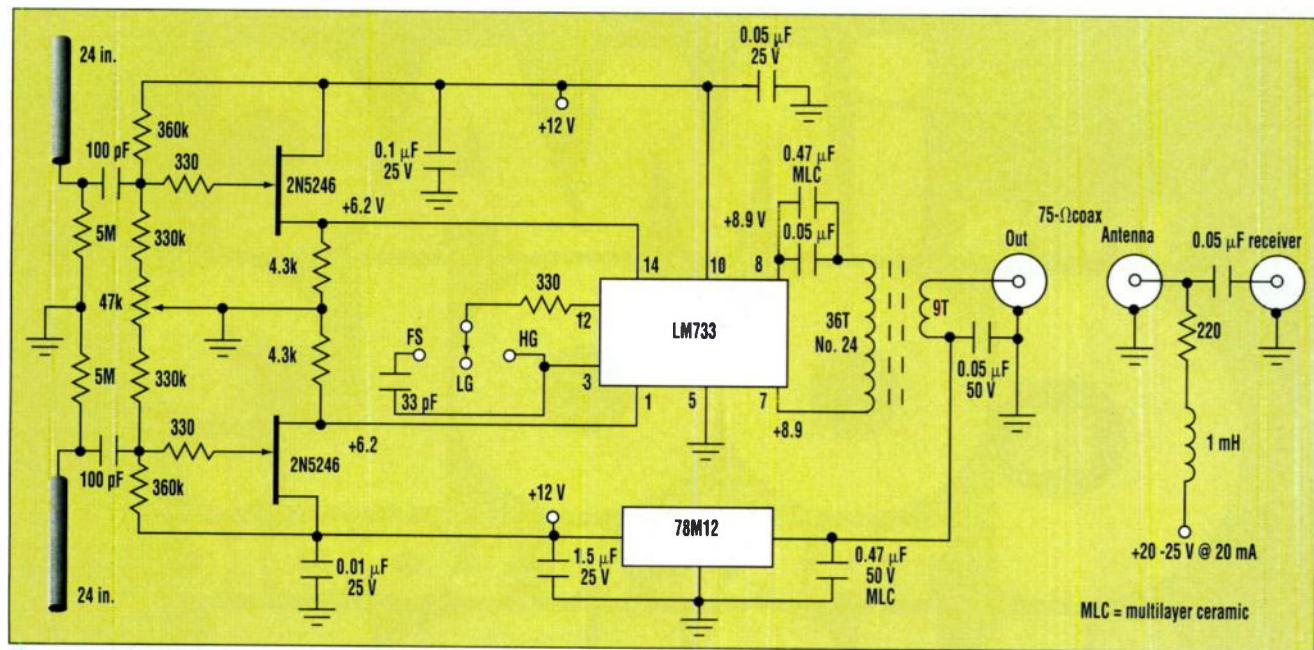 24 in.
360k
100 pF
330
2N5246
5M
330k
47k
4.3k
4.3k
5M
330k
330
100 pF
360k
2N5246
24 in.
0.1 µF
25 V
+12 V
0.05 µF
25 V
+6.2 V
+6.2
14
10
8
12
3
1
5
7
LM733
330
FS
HG
LG
33 pF
+8.9 V
0.47 µF
MLC
0.05 µF
+8.9
36T
No. 24
9T
Out
75-Ωcoax
0.05 µF
50 V
Antenna
0.05 µF receiver
220
1 mH
+20 -25 V @ 20 mA
0.01 µF
25 V
+12 V
1.5 µF
25 V
78M12
0.47 µF
50 V
MLC
MLC = multilayer ceramic